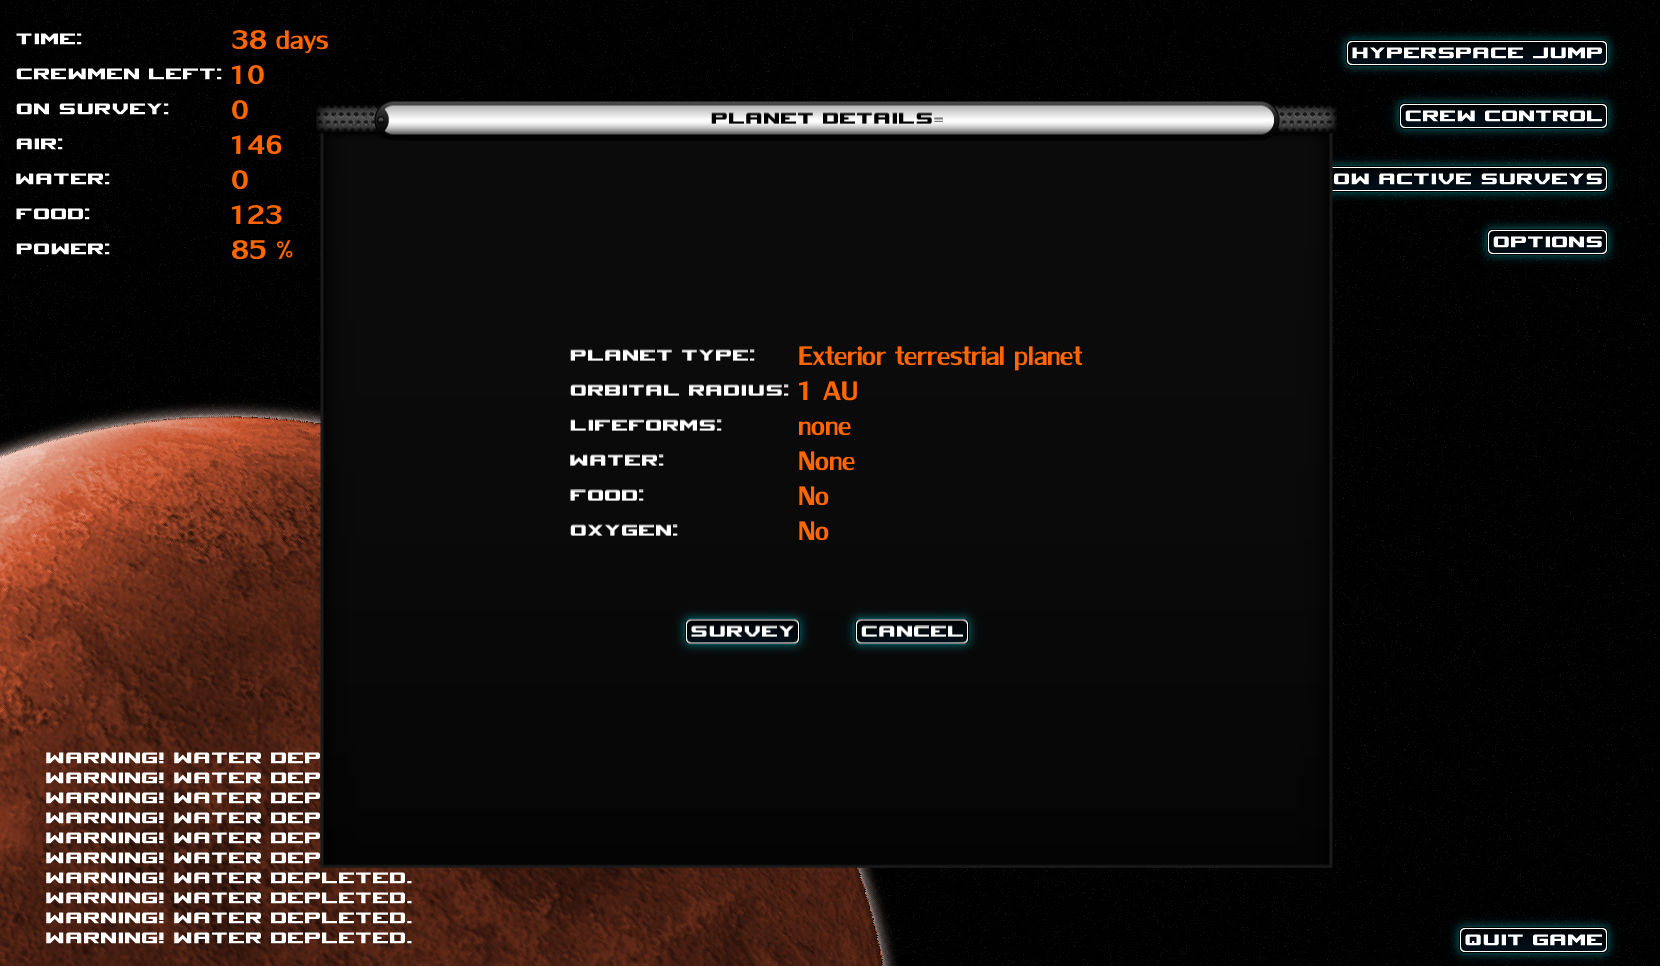 TIME: 38 days
CREWMEN LEFT: 10
ON SURVEY: 0
AIR: 146
WATER: 0
FOOD: 123
POWER: 85 %
HYPERSPACE JUMP
CREW CONTROL
OW ACTIVE SURVEYS
OPTIONS
PLANET DETAILS=
PLANET TYPE: Exterior terrestrial planet
ORBITAL RADIUS: 1 AU
LIFEFORMS: none
WATER: None
FOOD: No
OXYGEN: No
SURVEY CANCEL
WARNING! WATER DEP
WARNING! WATER DEP
WARNING! WATER DEP
WARNING! WATER DEP
WARNING! WATER DEP
WARNING! WATER DEP
WARNING! WATER DEPLETED.
WARNING! WATER DEPLETED.
WARNING! WATER DEPLETED.
WARNING! WATER DEPLETED.
QUIT GAME